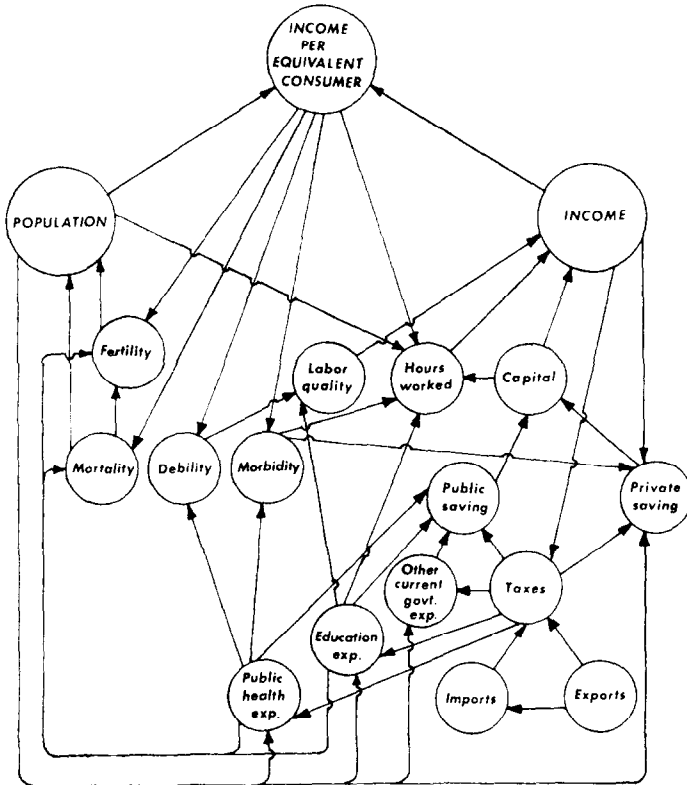 INCOME
PER
EQUIVALENT
CONSUMER
POPULATION
INCOME
Fertility
Labor
quality
Hours
worked
Capital
Mortality
Debility
Morbidity
Public
saving
Private
saving
Other
current
govt.
exp.
Taxes
Education
exp.
Public
health
exp.
Imports
Exports